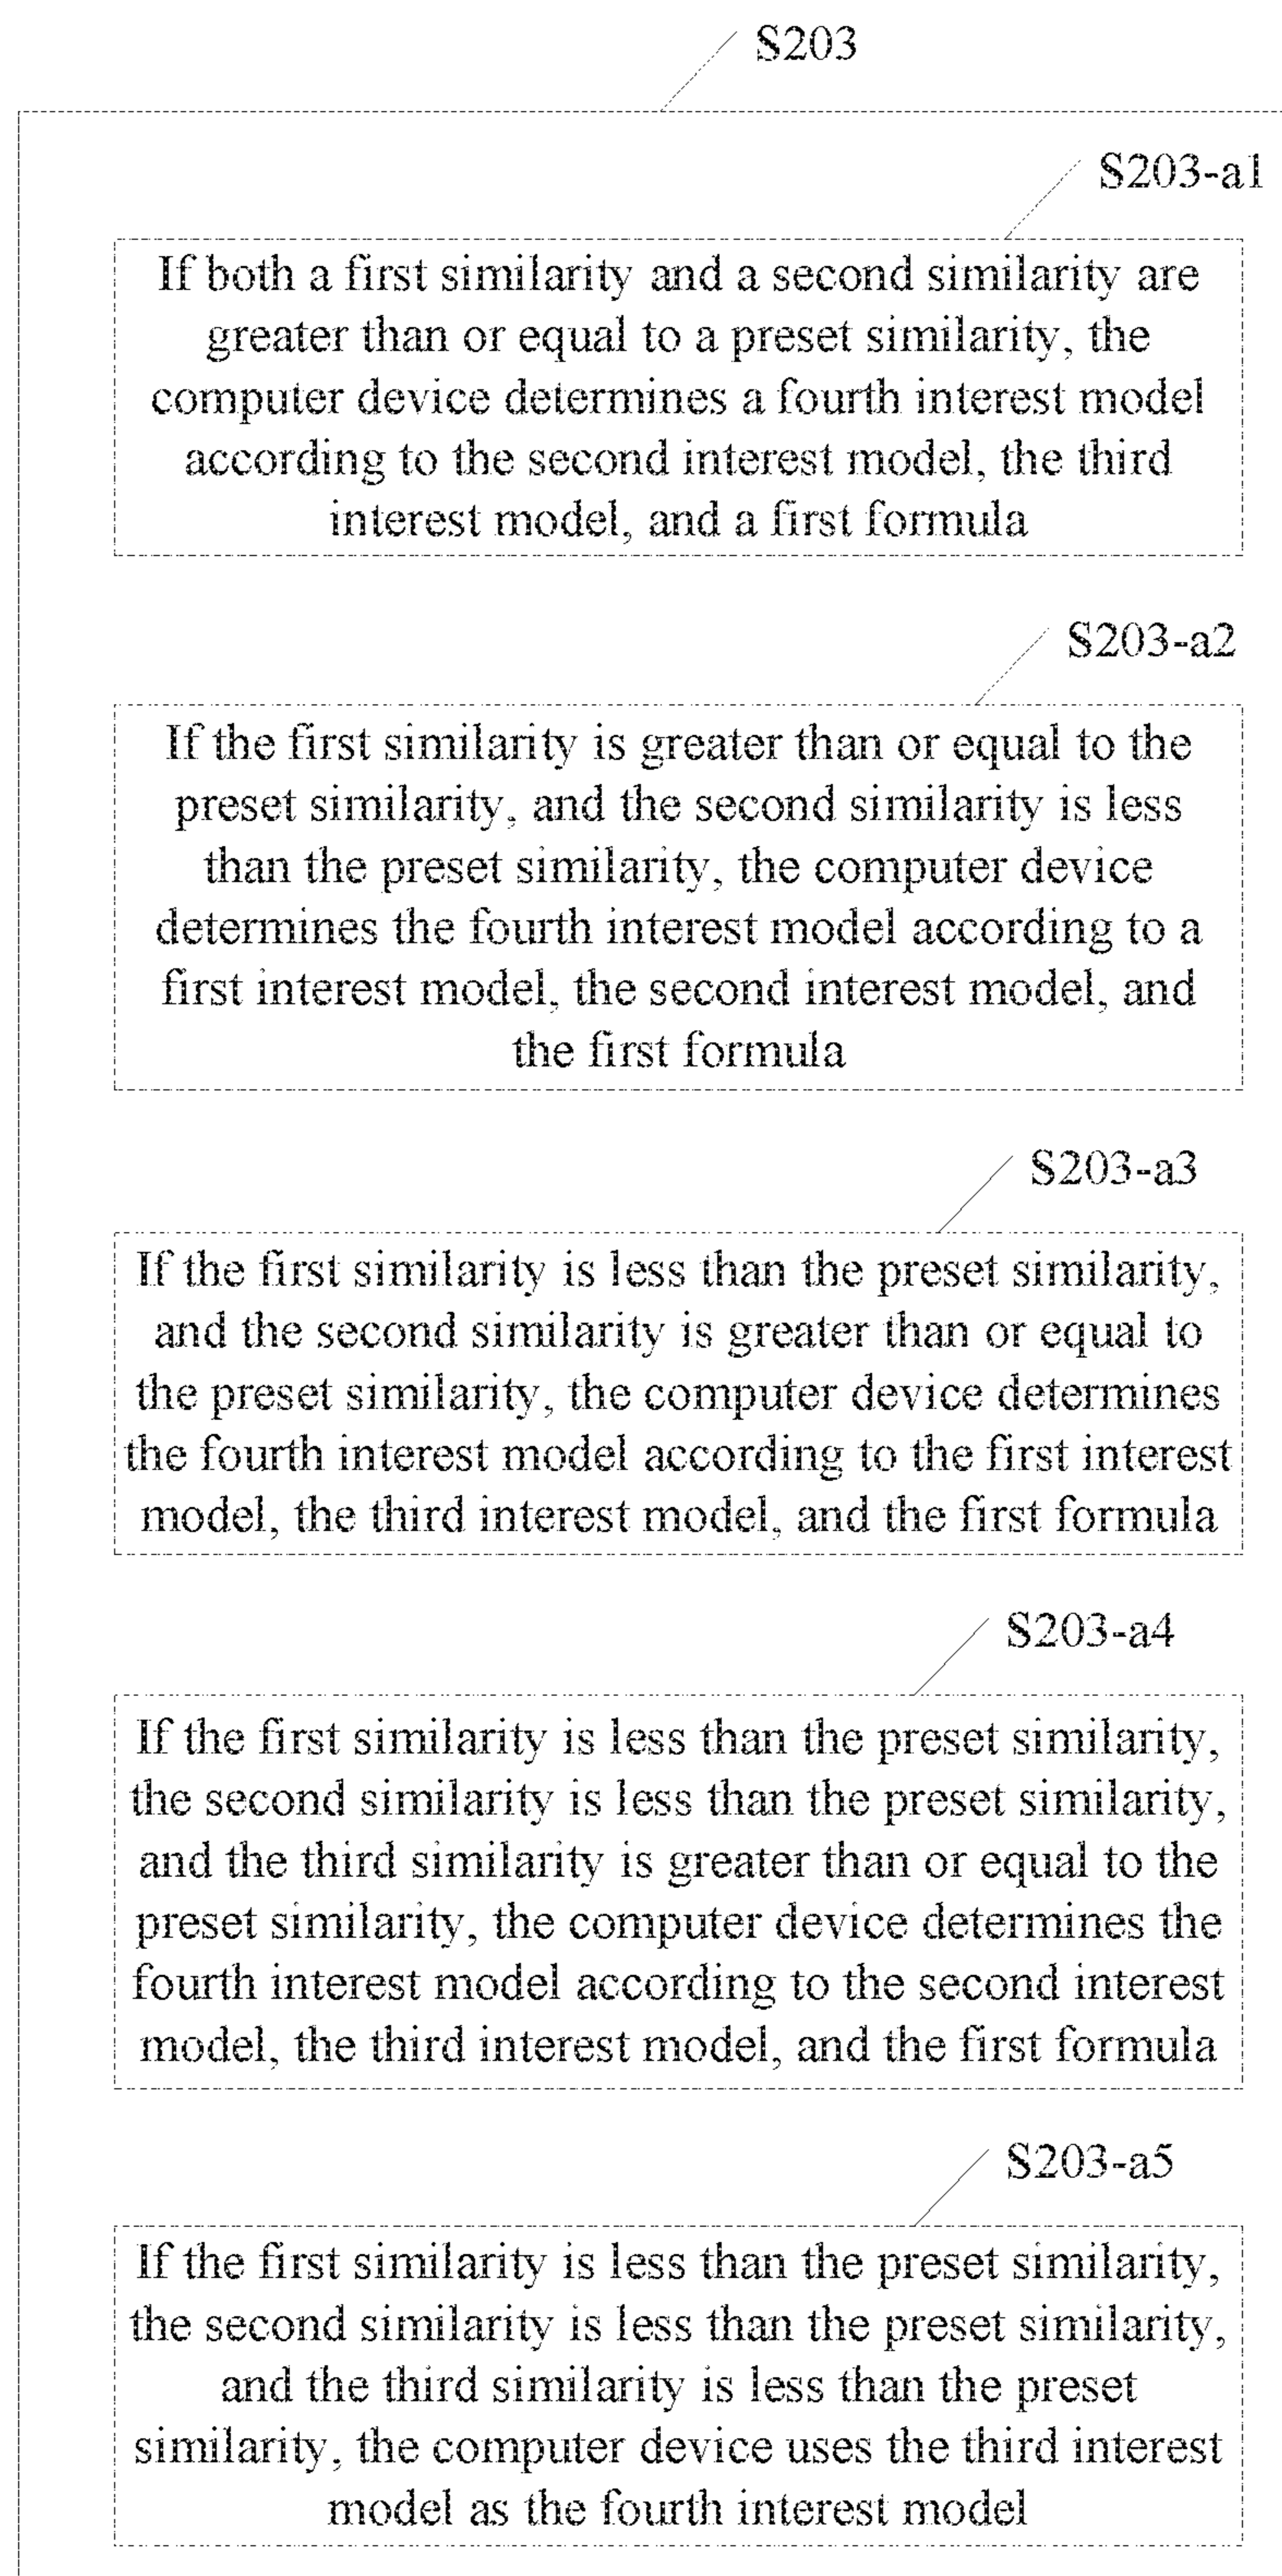 S203
S203-a1
If both a first similarity and a second similarity are
greater than or equal to a preset similarity, the
computer device determines a fourth interest model
according to the second interest model, the third
interest model, and a first formula
S203-a2
If the first similarity is greater than or equal to the
preset similarity, and the second similarity is less
than the preset similarity, the computer device
determines the fourth interest model according to a
first interest model, the second interest model, and
the first formula
S203-a3
If the first similarity is less than the preset similarity,
and the second similarity is greater than or equal to
the preset similarity, the computer device determines
the fourth interest model according to the first interest
model, the third interest model, and the first formula
S203-a4
If the first similarity is less than the preset similarity,
the second similarity is less than the preset similarity,
and the third similarity is greater than or equal to the
preset similarity, the computer device determines the
fourth interest model according to the second interest
model, the third interest model, and the first formula
S203-a5
If the first similarity is less than the preset similarity,
the second similarity is less than the preset similarity,
and the third similarity is less than the preset
similarity, the computer device uses the third interest
model as the fourth interest model